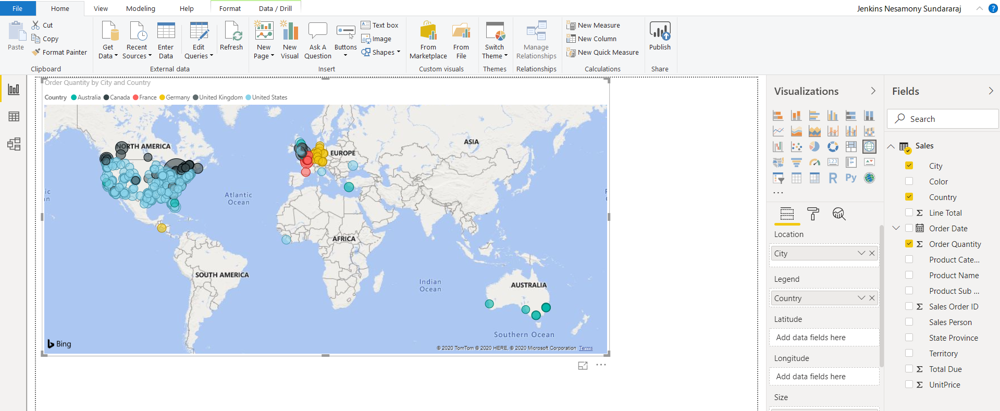 File Home View Modeling Help Format Data / Drill Jenkins Nesamony Sundararaj ?
Paste
Cut
Copy
Format Painter
Clipboard
Get Data
Recent Sources
Enter Data
Edit Queries
Refresh
External data
New Page
New Visual
Ask A Question
Buttons
Text box
Image
Shapes
Insert
From Marketplace
From File
Custom visuals
Switch Theme
Themes
Manage Relationships
Relationships
New Measure
New Column
New Quick Measure
Calculations
Publish
Share
Order Quantity by City and Country
Country Australia Canada France Germany United Kingdom United States
NORTH AMERICA
EUROPE
ASIA
Atlantic
Ocean
AFRICA
SOUTH AMERICA
Indian
Ocean
AUSTRALIA
Southern Ocean
Bing
© 2020 TomTom © 2020 HERE, © 2020 Microsoft Corporation Terms
Visualizations
123
R
Py
Location
City
Legend
Country
Latitude
Add data fields here
Longitude
Add data fields here
Size
Fields
Search
Sales
City
Color
Country
Σ Line Total
Order Date
Σ Order Quantity
Product Cate...
Product Name
Product Sub ...
Σ Sales Order ID
Sales Person
State Province
Territory
Σ Total Due
Σ UnitPrice